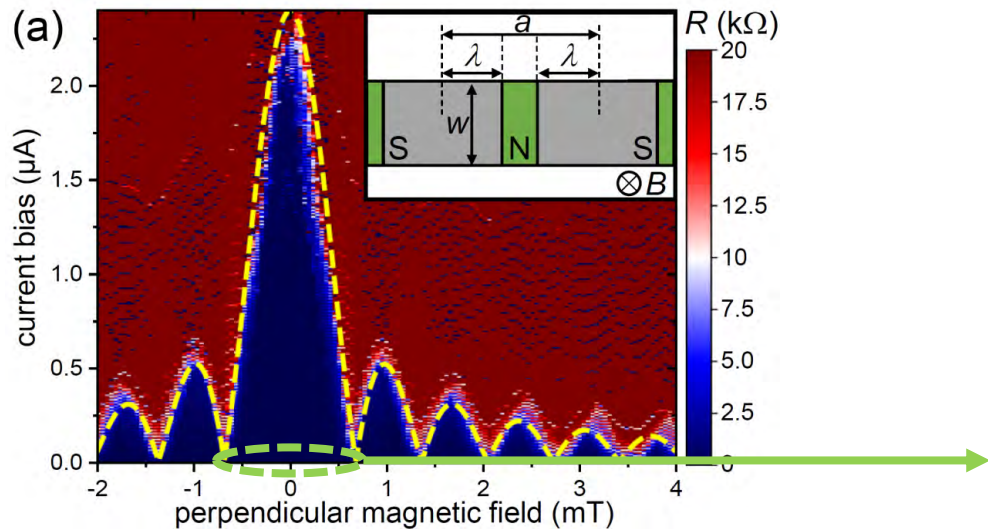 (a)
R (kΩ)
a
λ λ
w
S N S
⊗ B
current bias (μA)
2.0
1.5
1.0
0.5
0.0
-2 -1 0 1 2 3 4
perpendicular magnetic field (mT)
20
17.5
15
12.5
10
7.5
5.0
2.5
0